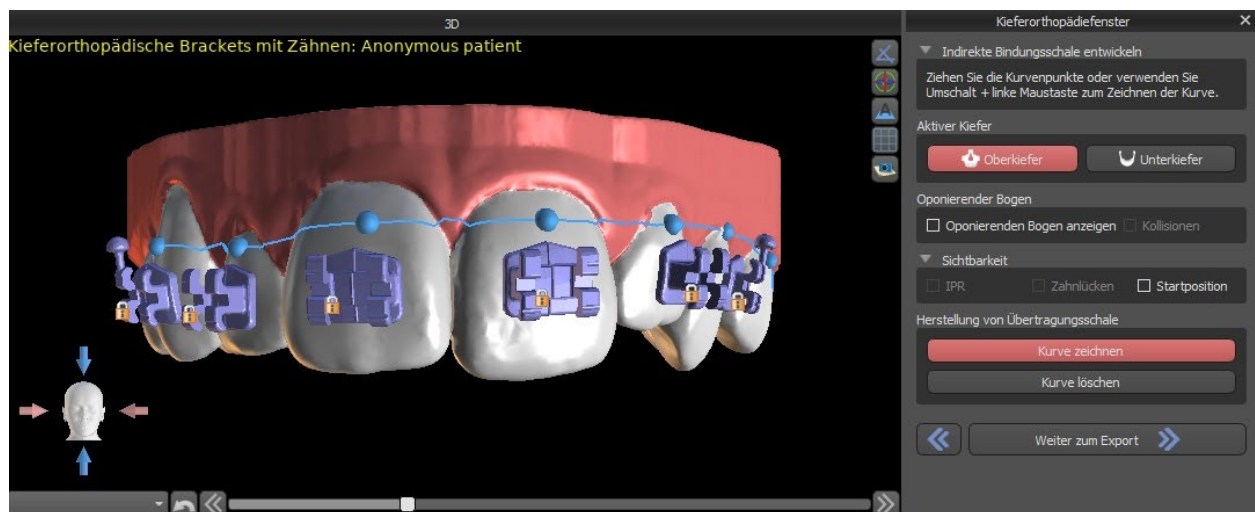 3D
Kieferorthopädische Brackets mit Zähnen: Anonymous patient
Kieferorthopädiefenster
Indirekte Bindungsschale entwickeln
Ziehen Sie die Kurvenpunkte oder verwenden Sie
Umschalt + linke Maustaste zum Zeichnen der Kurve.
Aktiver Kiefer
Oberkiefer
Unterkiefer
Oponierender Bogen
Oponierenden Bogen anzeigen
Kollisionen
Sichtbarkeit
IPR
Zahnlücken
Startposition
Herstellung von Übertragungsschale
Kurve zeichnen
Kurve löschen
Weiter zum Export